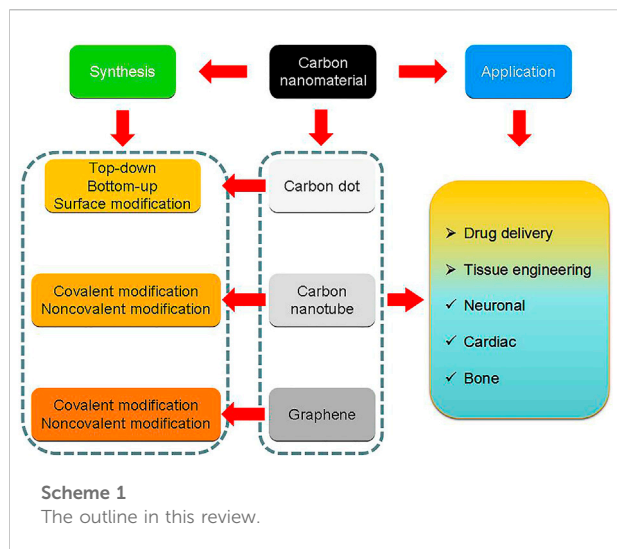 Synthesis
Carbon
nanomaterial
Application
Top-down
Bottom-up
Surface modification
Carbon dot
Covalent modification
Noncovalent modification
Carbon
nanotube
Covalent modification
Noncovalent modification
Graphene
➢ Drug delivery
➢ Tissue engineering
✓ Neuronal
✓ Cardiac
✓ Bone
Scheme 1
The outline in this review.